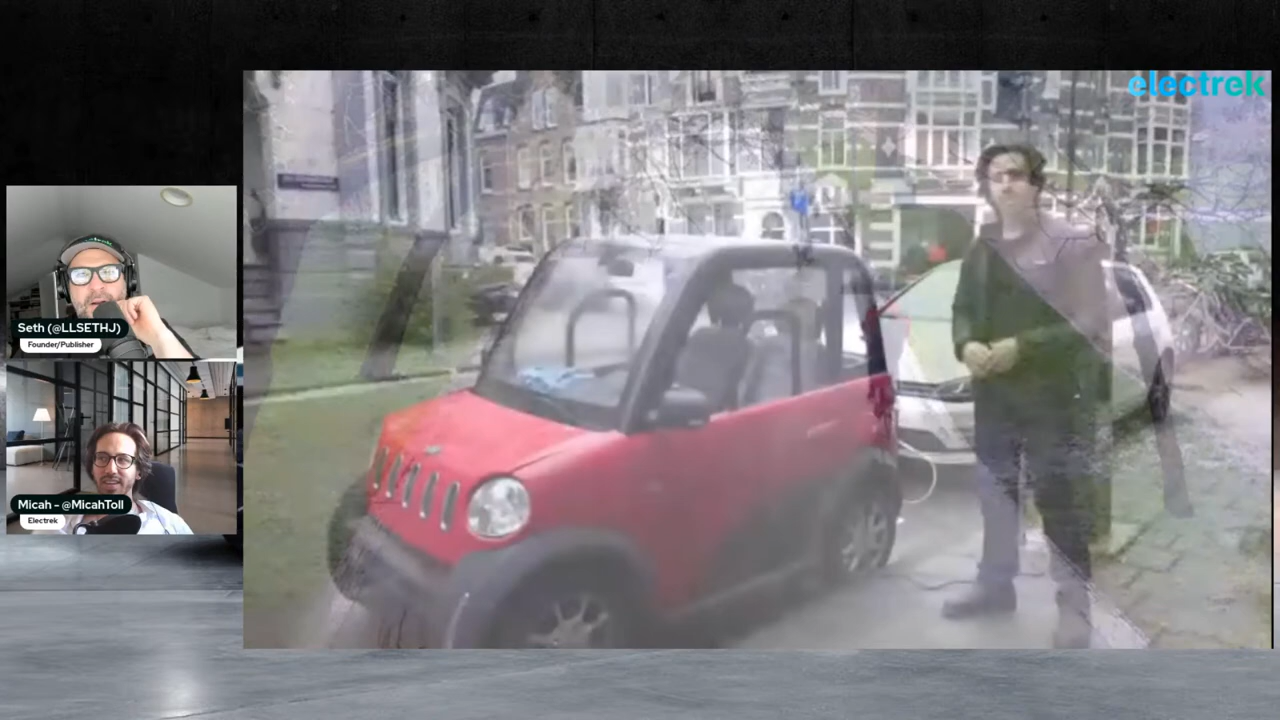 electrek
Seth (@LLSETHJ)
Founder/Publisher
Micah - @MicahToll
Electrek